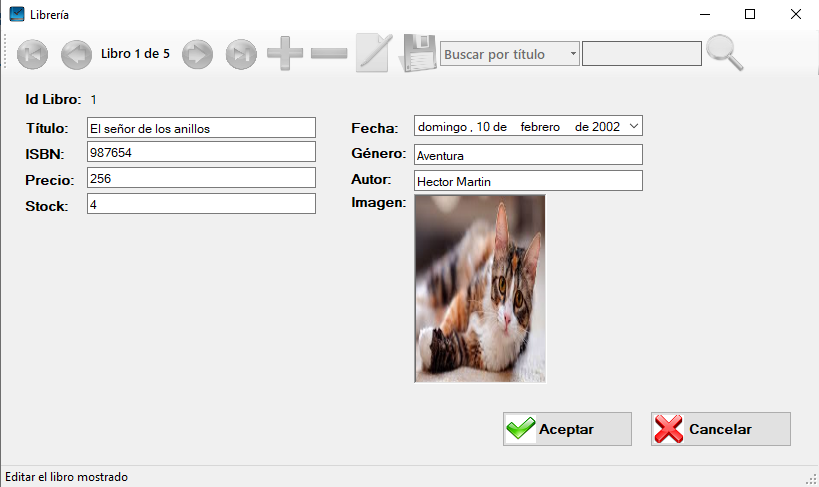 Librería
Libro 1 de 5
Buscar por título
Id Libro: 1
Título: El señor de los anillos
ISBN: 987654
Precio: 256
Stock: 4
Fecha: domingo , 10 de febrero de 2002
Género: Aventura
Autor: Hector Martin
Imagen:
Aceptar
Cancelar
Editar el libro mostrado